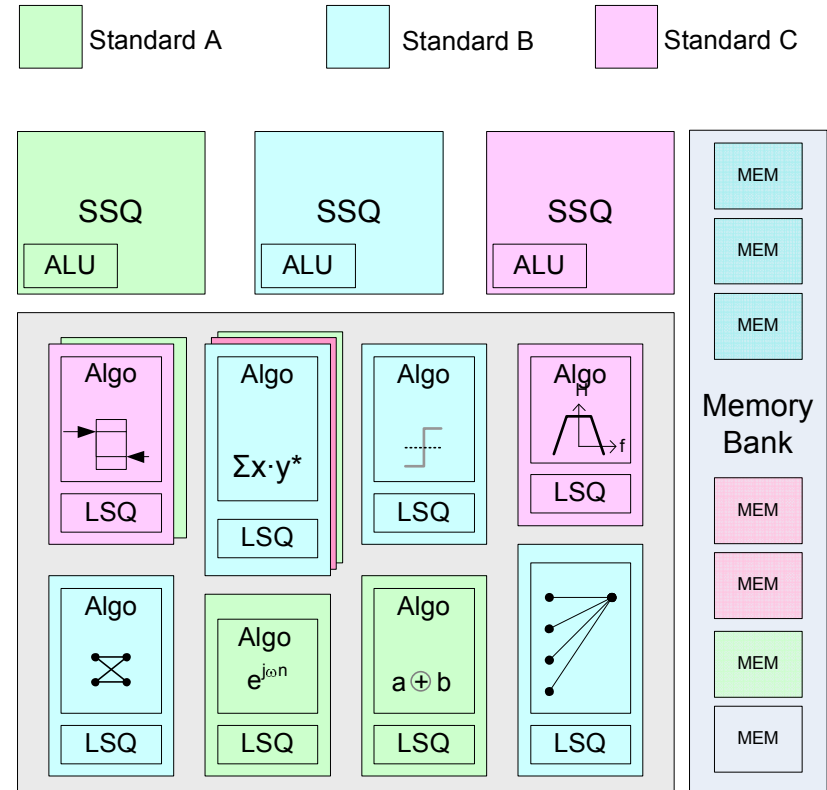 Standard A
Standard B
Standard C
SSQ
ALU
SSQ
ALU
SSQ
ALU
MEM
MEM
MEM
Memory
Bank
MEM
MEM
MEM
MEM
Algo
LSQ
Algo
Σx·y*
LSQ
Algo
LSQ
Algo
H
f
LSQ
Algo
LSQ
Algo
e^jωn
LSQ
Algo
a ⊕ b
LSQ
LSQ